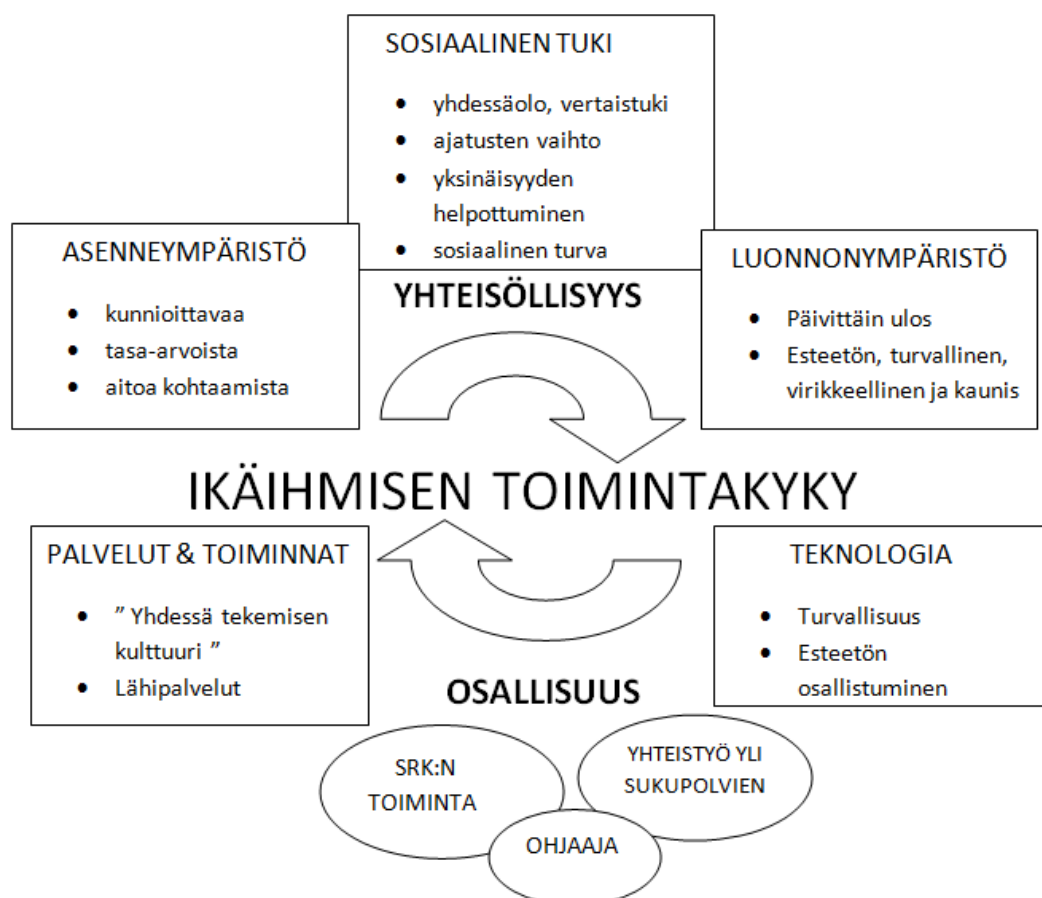 SOSIAALINEN TUKI
• yhdessäolo, vertaistuki
• ajatusten vaihto
• yksinäisyyden
helpottuminen
• sosiaalinen turva
ASENNEYMPÄRISTÖ
• kunnioittavaa
• tasa-arvoista
• aitoa kohtaamista
LUONNONYMPÄRISTÖ
• Päivittäin ulos
• Esteetön, turvallinen,
virikkeellinen ja kaunis
YHTEISÖLLISYYS
IKÄIHMISEN TOIMINTAKYKY
PALVELUT & TOIMINNAT
• ” Yhdessä tekemisen
kulttuuri ”
• Lähipalvelut
TEKNOLOGIA
• Turvallisuus
• Esteetön
osallistuminen
OSALLISUUS
SRK:N
TOIMINTA
YHTEISTYÖ YLI
SUKUPOLVIEN
OHJAAJA